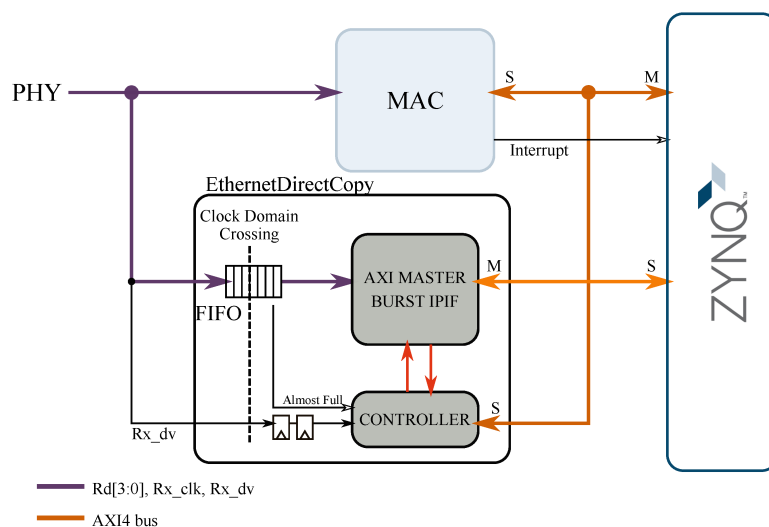 PHY
MAC
S
M
Interrupt
EthernetDirectCopy
Clock Domain
Crossing
FIFO
AXI MASTER
BURST IPIF
M
S
Almost Full
CONTROLLER
S
Rx_dv
ZYNQ™
Rd[3:0], Rx_clk, Rx_dv
AXI4 bus